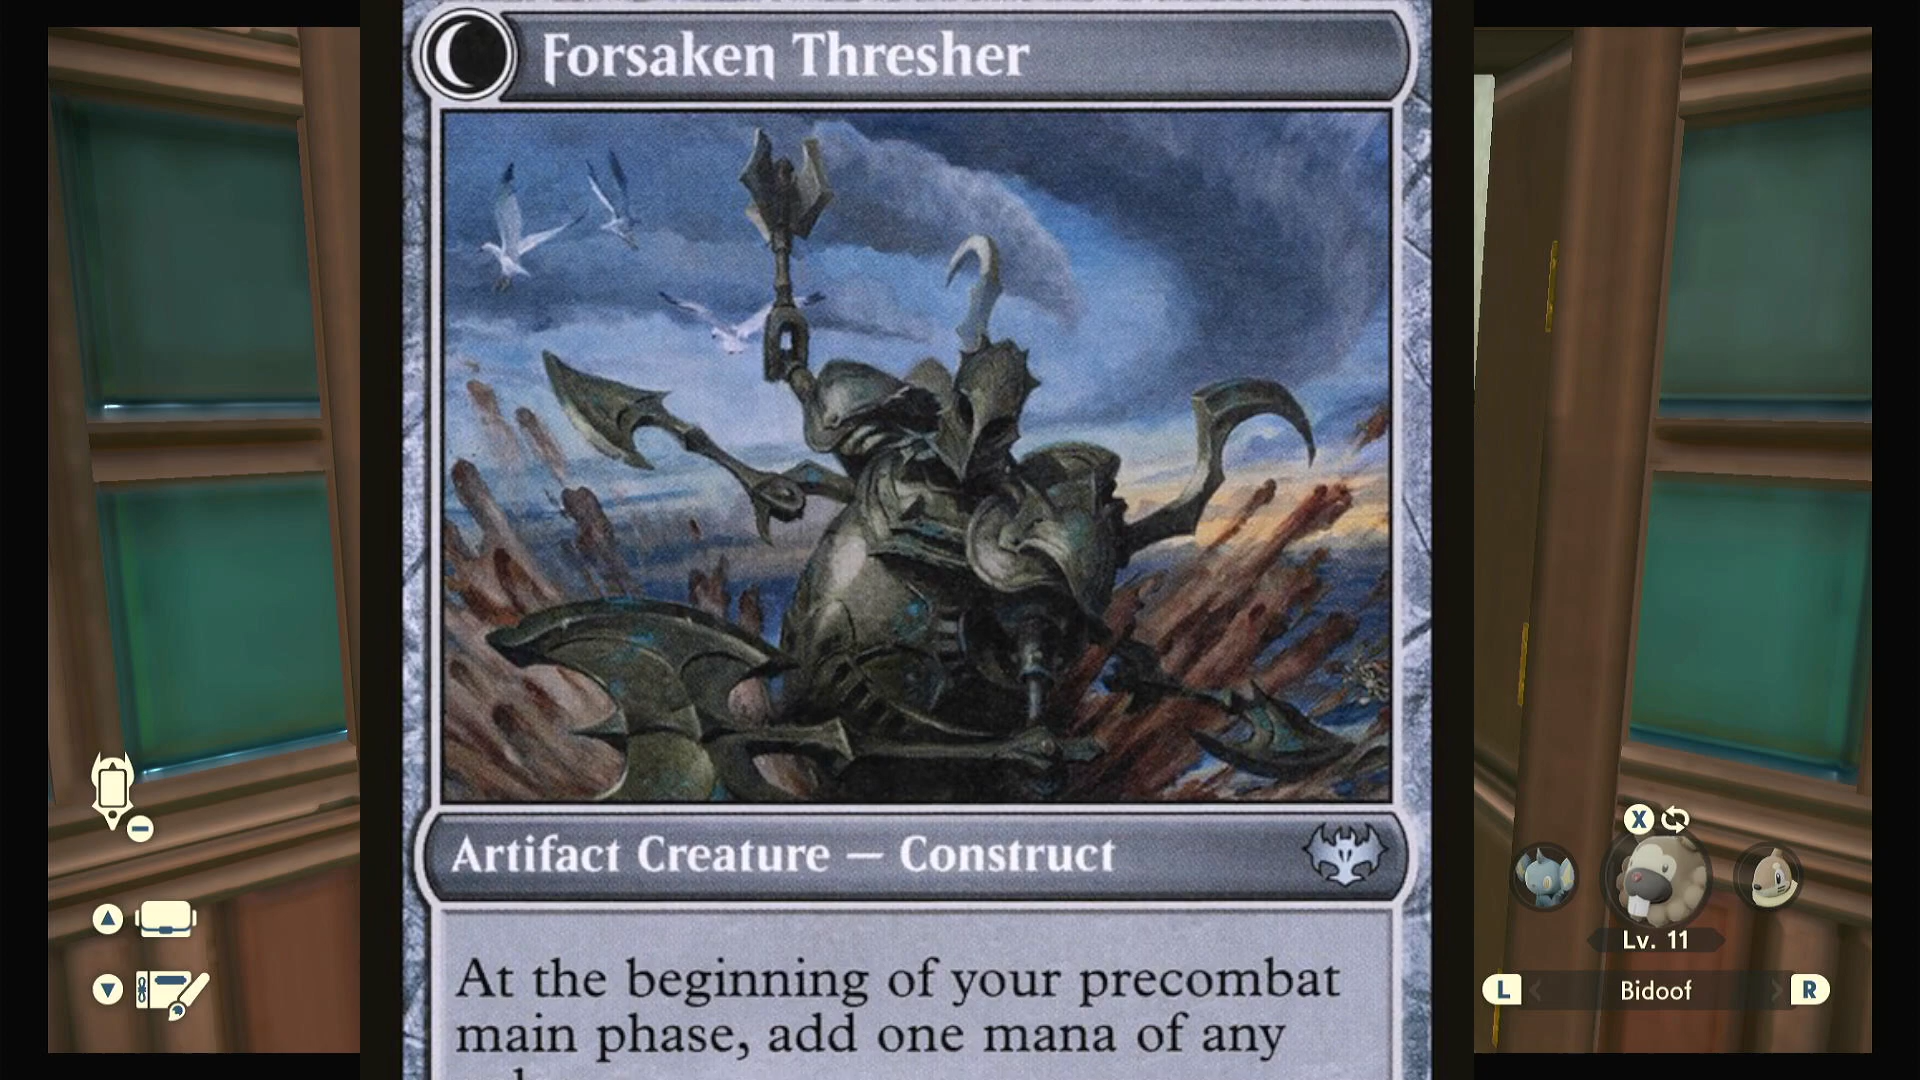 Forsaken Thresher
Artifact Creature — Construct
At the beginning of your precombat
main phase, add one mana of any
X
Lv. 11
L
Bidoof
R